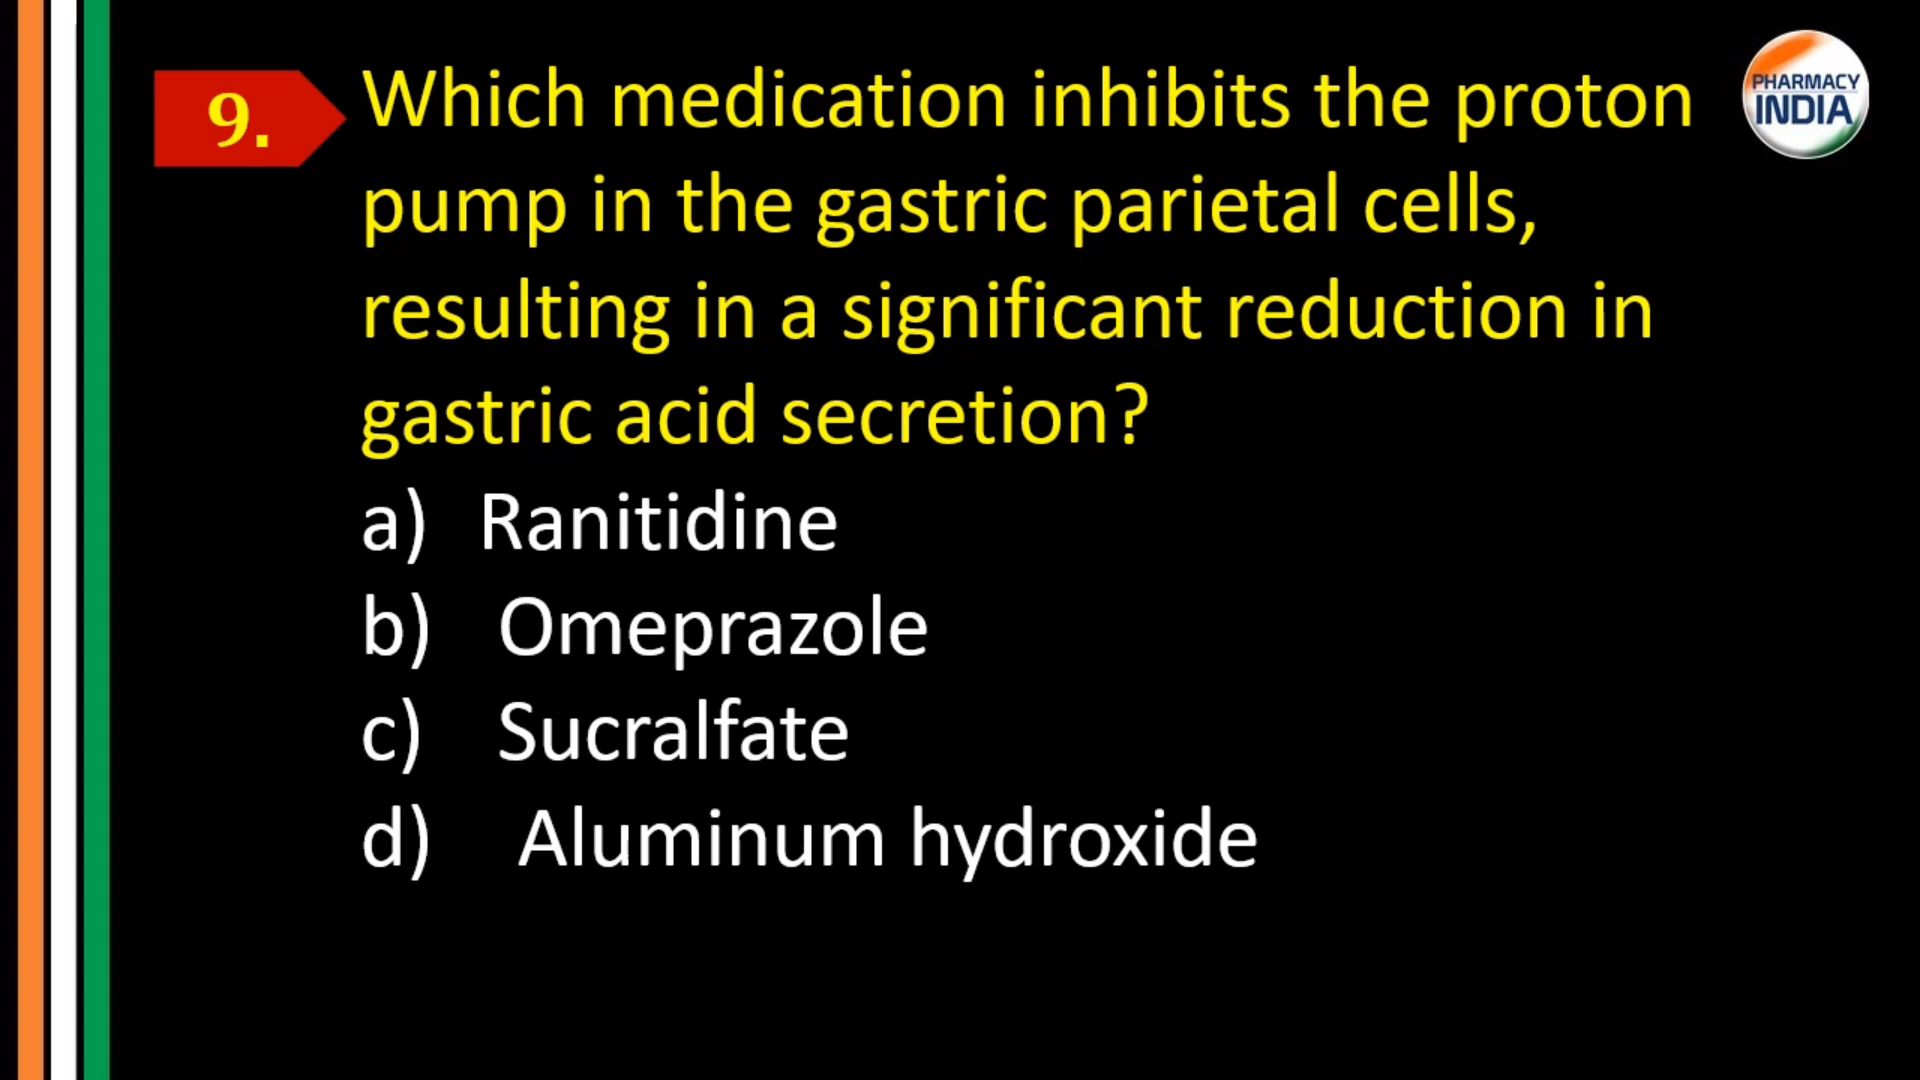 9.
Which medication inhibits the proton
pump in the gastric parietal cells,
resulting in a significant reduction in
gastric acid secretion?
a) Ranitidine
b) Omeprazole
c) Sucralfate
d) Aluminum hydroxide
PHARMACY
INDIA